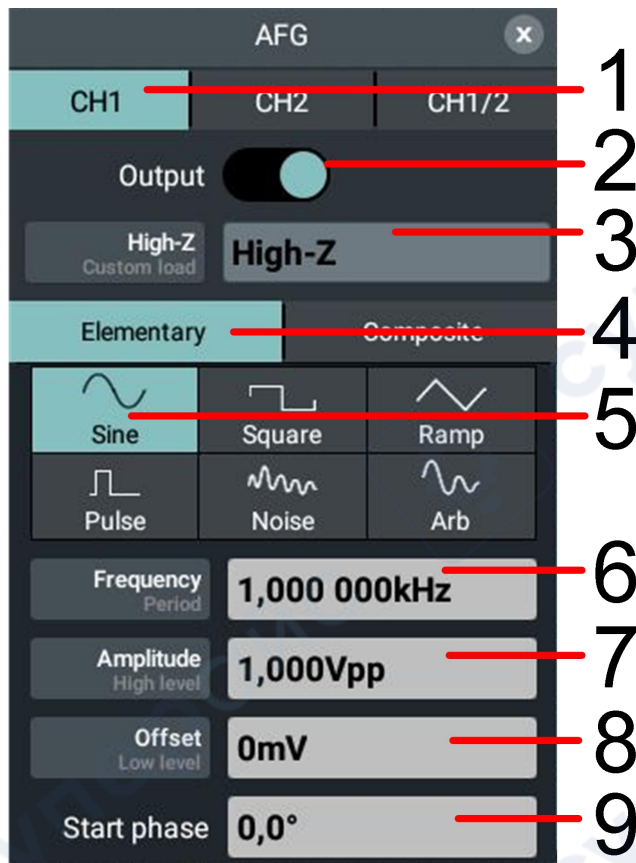 AFG x
CH1 CH2 CH1/2 1
Output 2
High-Z High-Z 3
Custom load
Elementary Composite 4
Sine Square Ramp 5
Pulse Noise Arb
Frequency 1,000 000kHz 6
Period
Amplitude 1,000Vpp 7
High level
Offset 0mV 8
Low level
Start phase 0,0° 9